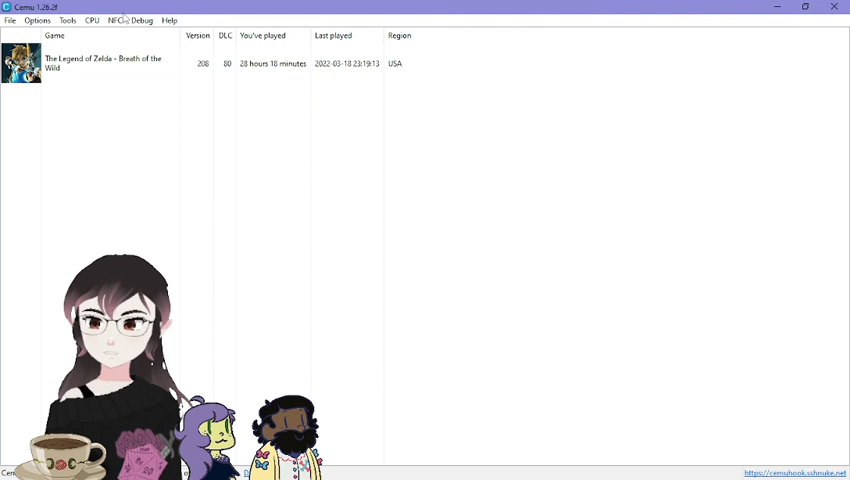 Cemu 1.26.2f
File Options Tools CPU NFC Debug Help
Game Version DLC You've played Last played Region
The Legend of Zelda - Breath of the
Wild
208 80 28 hours 18 minutes 2022-03-18 23:19:13 USA
https://cemuhook.sshnuke.net